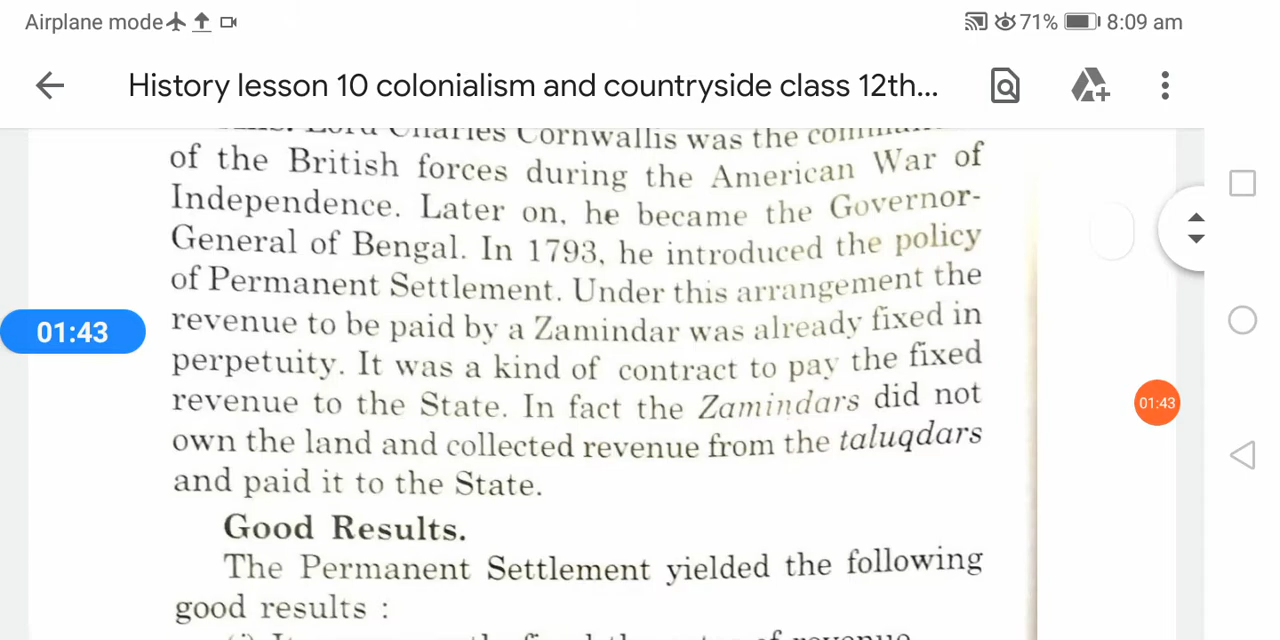 Airplane mode 71% 8:09 am
History lesson 10 colonialism and countryside class 12th...
Lord Charles Cornwallis was the
of the British forces during the American War of
Independence. Later on, he became the Governor-
General of Bengal. In 1793, he introduced the policy
of Permanent Settlement. Under this arrangement the
revenue to be paid by a Zamindar was already fixed in
01:43
perpetuity. It was a kind of contract to pay the fixed
revenue to the State. In fact the Zamindars did not
01:43
own the land and collected revenue from the taluqdars
and paid it to the State.
Good Results.
The Permanent Settlement yielded the following
good results :